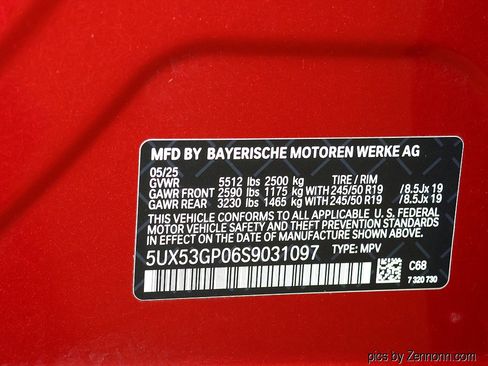 MFD BY BAYERISCHE MOTOREN WERKE AG
05/25
GVWR 5512 lbs 2500 kg TIRE / RIM
GAWR FRONT 2590 lbs 1175 kg WITH 245/50 R19 /8.5Jx 19
GAWR REAR 3230 lbs 1465 kg WITH 245/50 R19 /8.5Jx 19
THIS VEHICLE CONFORMS TO ALL APPLICABLE U. S. FEDERAL
MOTOR VEHICLE SAFETY AND THEFT PREVENTION STANDARDS
IN EFFECT ON THE DATE OF MANUFACTURE SHOWN ABOVE.
5UX53GP06S9031097 TYPE: MPV
C68
7 320 730
pics by Zennonn.com